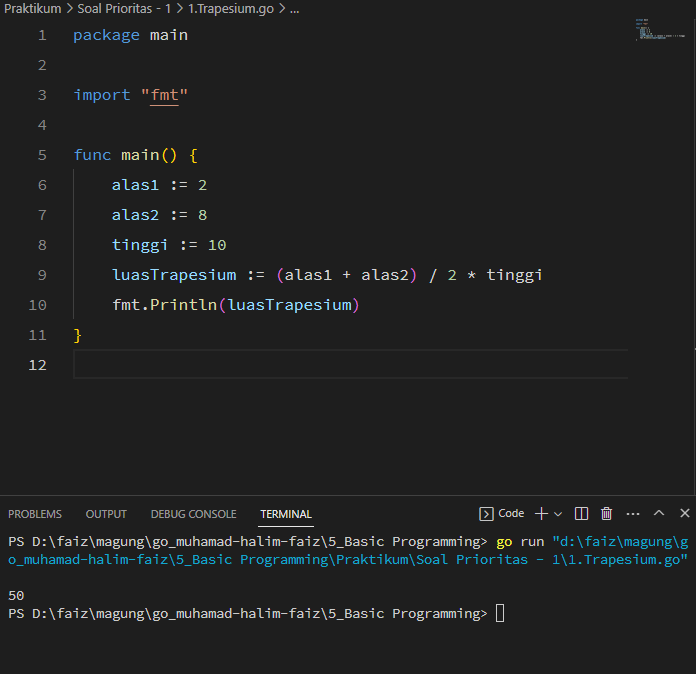 Praktikum > Soal Prioritas - 1 > 1.Trapesium.go > ...
1 package main
2
3 import "fmt"
4
5 func main() {
6     alas1 := 2
7     alas2 := 8
8     tinggi := 10
9     luasTrapesium := (alas1 + alas2) / 2 * tinggi
10     fmt.Println(luasTrapesium)
11 }
12
PROBLEMS OUTPUT DEBUG CONSOLE TERMINAL Code
PS D:\faiz\magung\go_muhamad-halim-faiz\5_Basic Programming> go run "d:\faiz\magung\g
o_muhamad-halim-faiz\5_Basic Programming\Praktikum\Soal Prioritas - 1\1.Trapesium.go"
50
PS D:\faiz\magung\go_muhamad-halim-faiz\5_Basic Programming>